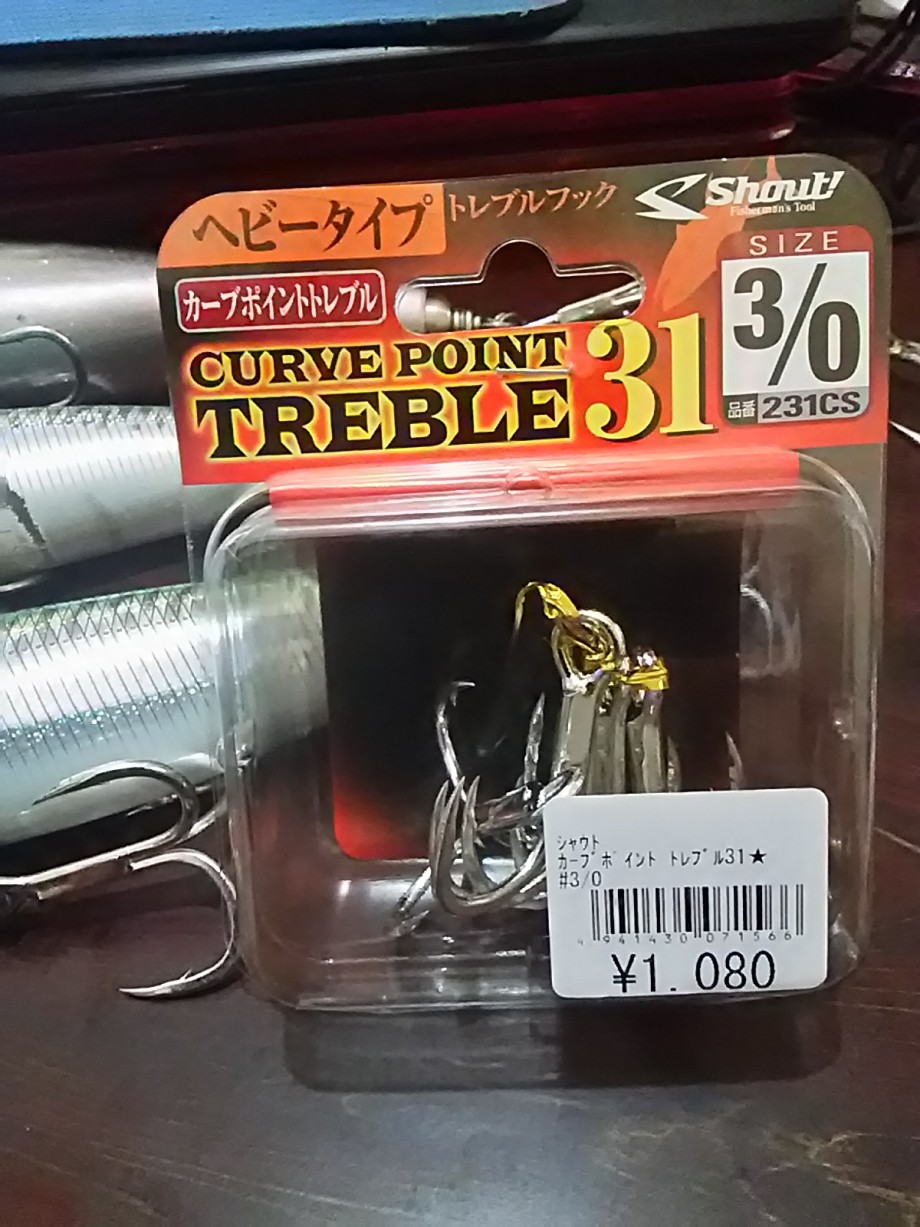 ヘビータイプ
トレブルフック
Shout!
Fisherman's Tool
カーブポイントトレブル
CURVE POINT
TREBLE 31
SIZE
3/0
品番 231CS
シャウト
カーブポイント トレブル31★
#3/0
4941430071566
¥1.080